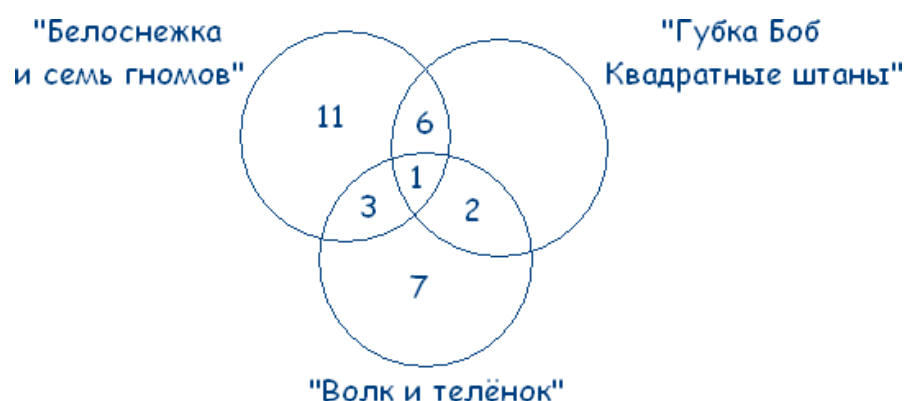 "Белоснежка
и семь гномов"
"Губка Боб
Квадратные штаны"
11
6
1
3
2
7
"Волк и телёнок"